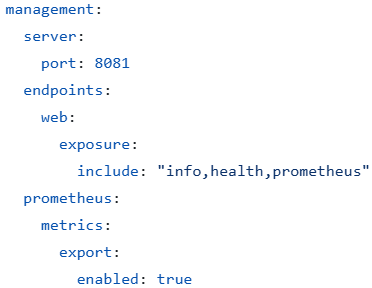 management:
  server:
    port: 8081
  endpoints:
    web:
      exposure:
        include: "info,health,prometheus"
  prometheus:
    metrics:
      export:
        enabled: true